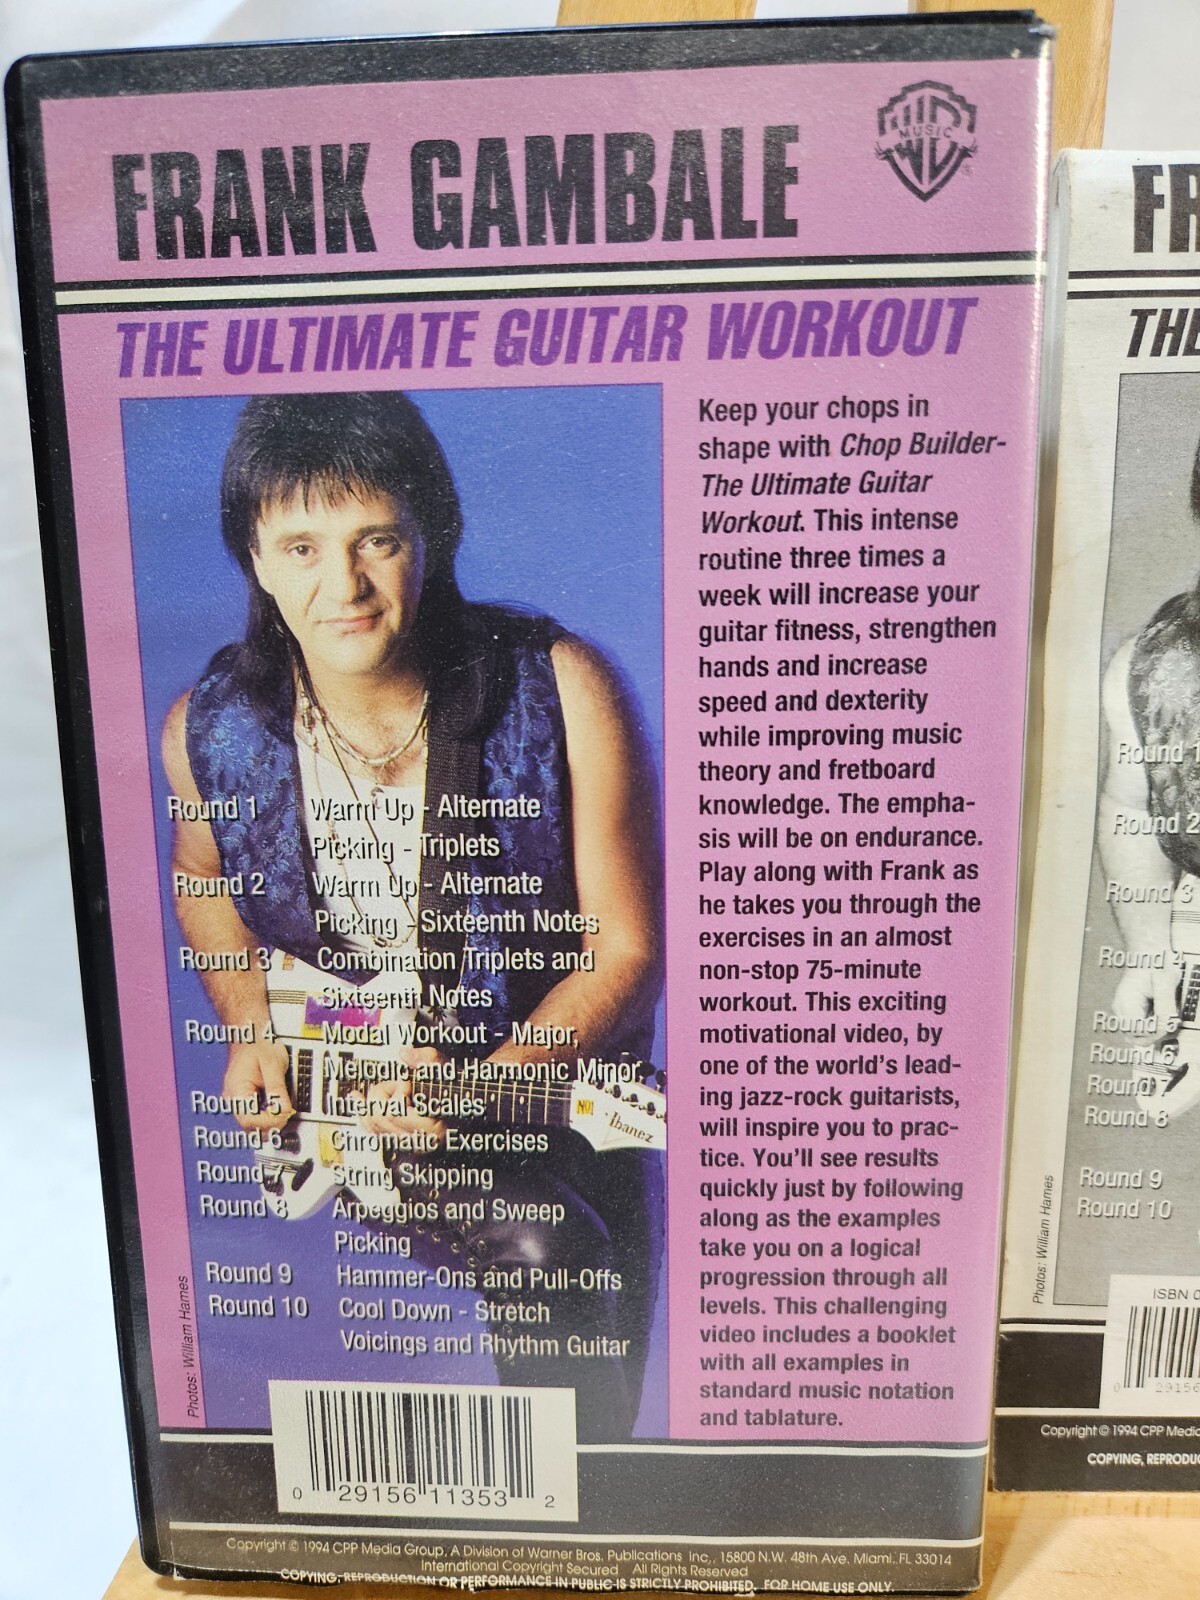 FRANK GAMBALE
WB
MUSIC
THE ULTIMATE GUITAR WORKOUT
Keep your chops in
shape with Chop Builder-
The Ultimate Guitar
Workout. This intense
routine three times a
week will increase your
guitar fitness, strengthen
hands and increase
speed and dexterity
while improving music
theory and fretboard
knowledge. The empha-
sis will be on endurance.
Play along with Frank as
he takes you through the
exercises in an almost
non-stop 75-minute
workout. This exciting
motivational video, by
one of the world's lead-
ing jazz-rock guitarists,
will inspire you to prac-
tice. You'll see results
quickly just by following
along as the examples
take you on a logical
progression through all
levels. This challenging
video includes a booklet
with all examples in
standard music notation
and tablature.
Round 1 Warm Up - Alternate
Picking - Triplets
Round 2 Warm Up - Alternate
Picking - Sixteenth Notes
Round 3 Combination Triplets and
Sixteenth Notes
Round 4 Modal Workout - Major,
Melodic and Harmonic Minor
Round 5 Interval Scales
Round 6 Chromatic Exercises
Round 7 String Skipping
Round 8 Arpeggios and Sweep
Picking
Round 9 Hammer-Ons and Pull-Offs
Round 10 Cool Down - Stretch
Voicings and Rhythm Guitar
Ibanez
Photos: William Hames
0 29156 11353 2
Copyright © 1994 CPP Media Group, A Division of Warner Bros. Publications Inc., 15800 N.W. 48th Ave. Miami, FL 33014
International Copyright Secured All Rights Reserved
COPYING, REPRODUCTION OR PERFORMANCE IN PUBLIC IS STRICTLY PROHIBITED. FOR HOME USE ONLY.
FR
THE
Round 1
Round 2
Round 3
Round 4
Round 5
Round 6
Round 7
Round 8
Round 9
Round 10
Photos: William Hames
ISBN 0
0 29156
Copyright © 1994 CPP Media
COPYING, REPRODU